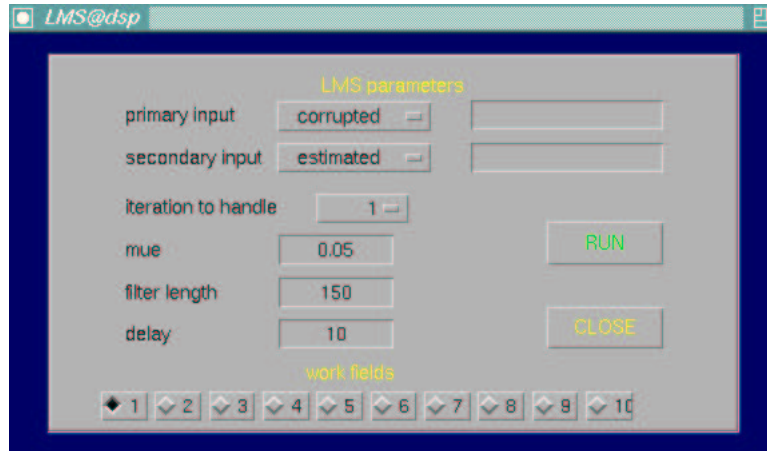 LMS@dsp
LMS parameters
primary input corrupted
secondary input estimated
iteration to handle 1
mue 0.05
RUN
filter length 150
delay 10
CLOSE
work fields
1 2 3 4 5 6 7 8 9 10